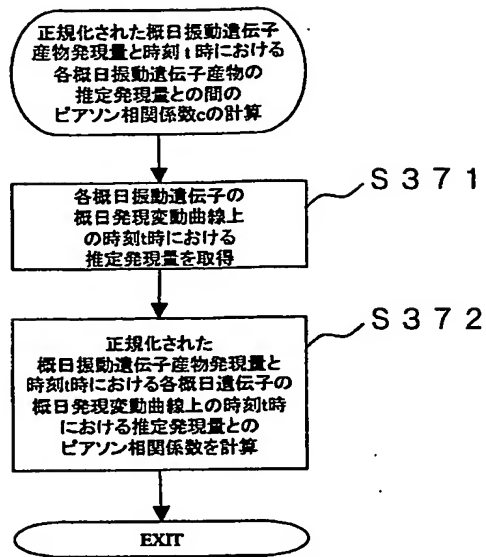 正規化された概日振動遺伝子
産物発現量と時刻ｔ時における
各概日振動遺伝子産物の
推定発現量との間の
ピアソン相関係数cの計算
S371
各概日振動遺伝子の
概日発現変動曲線上
の時刻t時における
推定発現量を取得
S372
正規化された
概日振動遺伝子産物発現量と
時刻t時における各概日遺伝子の
概日発現変動曲線上の時刻t時
における推定発現量との
ピアソン相関係数を計算
EXIT